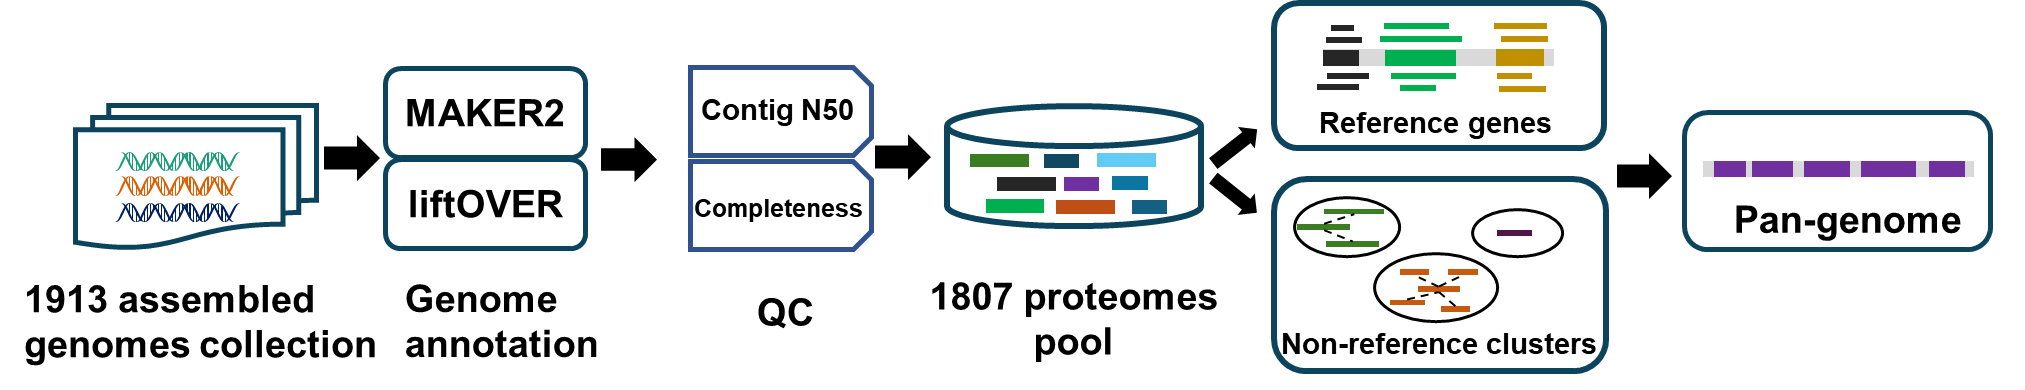 1913 assembled
genomes collection
MAKER2
liftOVER
Genome
annotation
Contig N50
Completeness
QC
1807 proteomes
pool
Reference genes
Non-reference clusters
Pan-genome